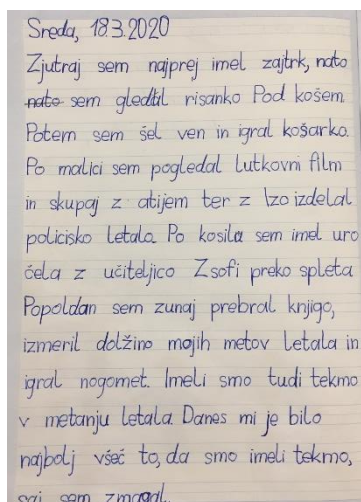 Sreda, 18.3.2020
Zjutraj sem najprej imel zajtrk, nato
nato sem gledal risanko Pod košem.
Potem sem šel ven in igral košarko.
Po malici sem pogledal lutkovni film
in skupaj z atijem ter z Izo izdelal
policisko letalo. Po kosilu sem imel uro
čela z učiteljico Zsofi preko spleta
Popoldan sem zunaj prebral knjigo,
izmeril dolžino mojih metov letala in
igral nogomet. Imeli smo tudi tekmo
v metanju letala. Danes mi je bilo
najbolj všeč to, da smo imeli tekmo,
saj sem zmagal.